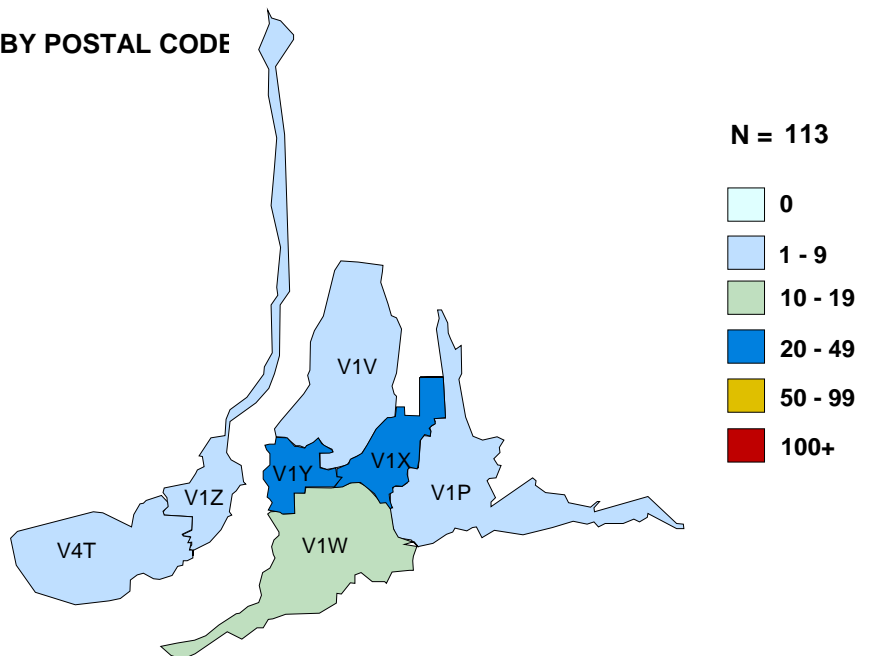 BY POSTAL CODE
N = 113
0
1 - 9
10 - 19
20 - 49
50 - 99
100+
V1V
V1X
V1Y
V1P
V1Z
V1W
V4T